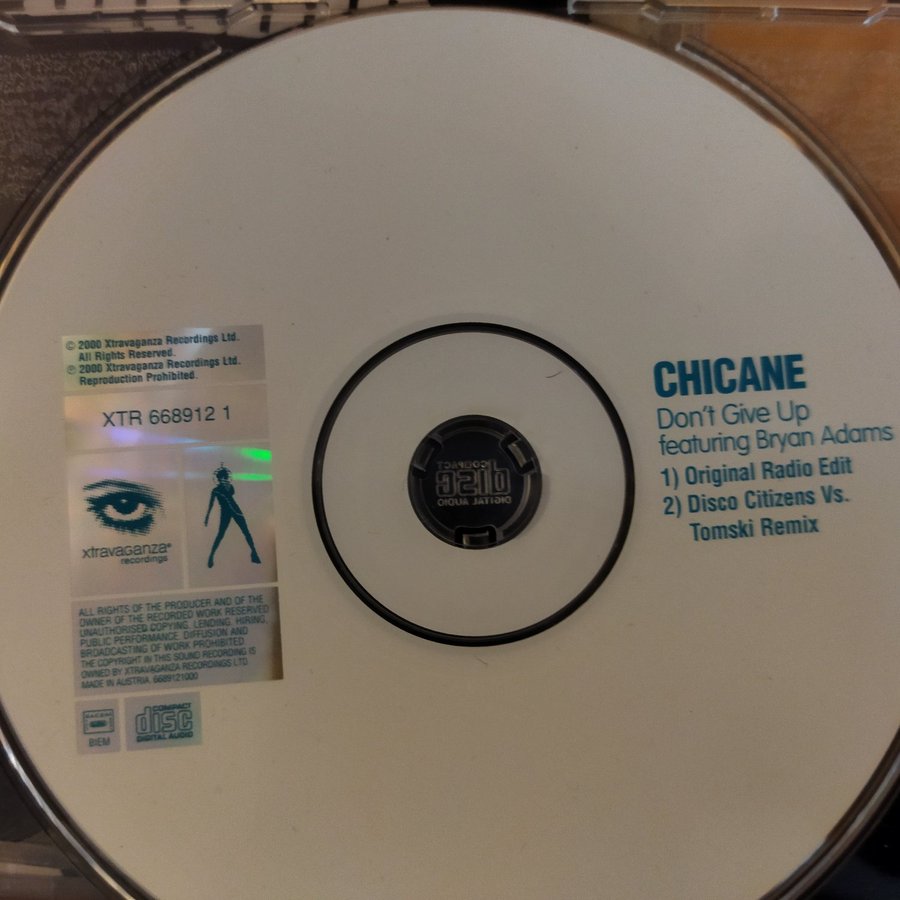 © 2000 Xtravaganza Recordings Ltd.
All Rights Reserved.
℗ 2000 Xtravaganza Recordings Ltd.
Reproduction Prohibited.
XTR 668912 1
xtravaganza®
recordings
ALL RIGHTS OF THE PRODUCER AND OF THE
OWNER OF THE RECORDED WORK RESERVED
UNAUTHORISED COPYING, LENDING, HIRING,
PUBLIC PERFORMANCE, DIFFUSION AND
BROADCASTING OF WORK PROHIBITED
THE COPYRIGHT IN THIS SOUND RECORDING IS
OWNED BY XTRAVAGANZA RECORDINGS LTD.
MADE IN AUSTRIA 6689121000
BIEM
COMPACT
disc
DIGITAL AUDIO
COMPACT
disc
DIGITAL AUDIO
CHICANE
Don't Give Up
featuring Bryan Adams
1) Original Radio Edit
2) Disco Citizens Vs.
Tomski Remix